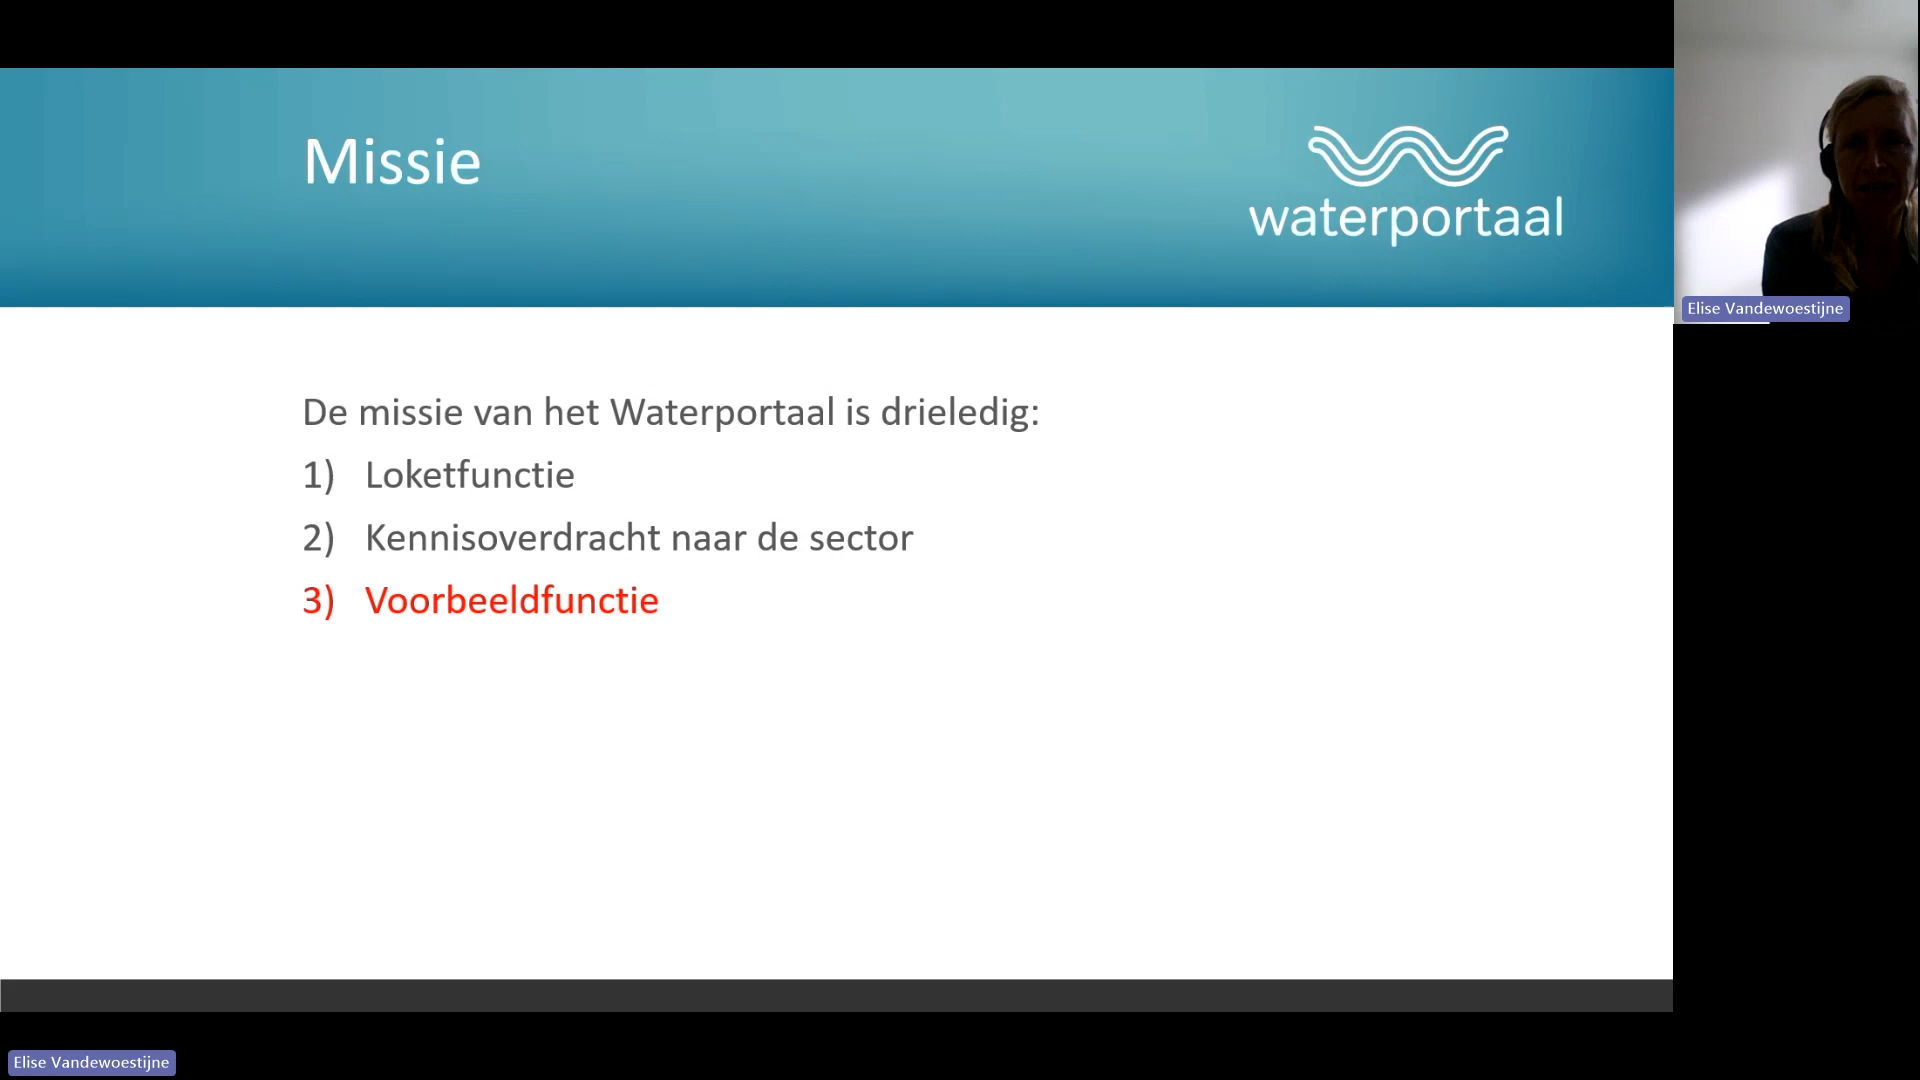 Missie
waterportaal
Elise Vandewoestijne
De missie van het Waterportaal is drieledig:
1) Loketfunctie
2) Kennisoverdracht naar de sector
3) Voorbeeldfunctie
Elise Vandewoestijne